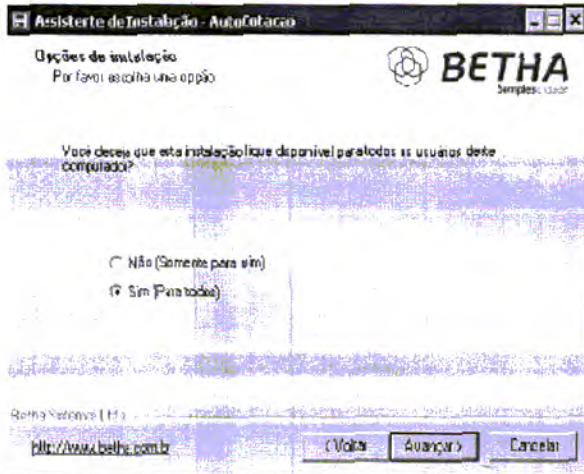 Assistente de Instalação - AutoCotacao
Opções de instalação
Por favor escolha uma opção
BETHA
Você deseja que esta instalação fique disponível para todos os usuários deste
computador?
Não (Somente para mim)
Sim (Para todos)
Betha Sistemas Ltda
http://www.betha.com.br
< Voltar
Avançar >
Cancelar